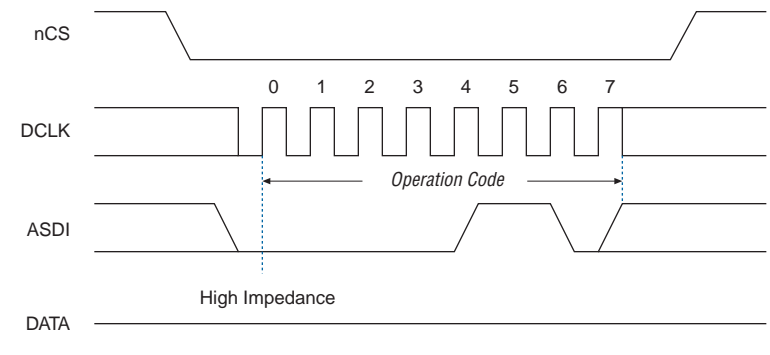 nCS
0 1 2 3 4 5 6 7
DCLK
Operation Code
ASDI
High Impedance
DATA